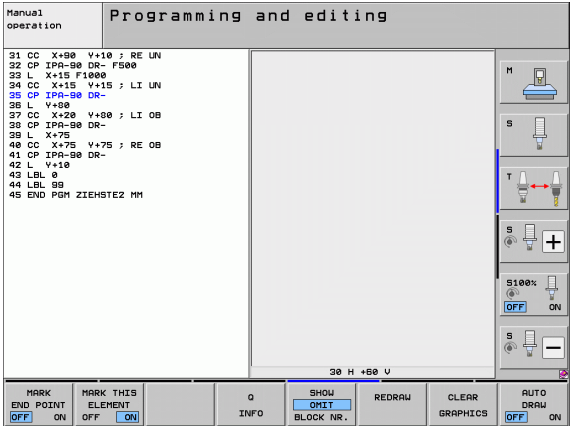 Manual
operation
Programming and editing
31 CC X+90 Y+10 ; RE UN
32 CP IPA-90 DR- F500
33 L X+15 F1000
34 CC X+15 Y+15 ; LI UN
35 CP IPA-90 DR-
36 L Y+80
37 CC X+20 Y+80 ; LI OB
38 CP IPA-90 DR-
39 L X+75
40 CC X+75 Y+75 ; RE OB
41 CP IPA-90 DR-
42 L Y+10
43 LBL 0
44 LBL 99
45 END PGM ZIEHSTE2 MM
30 H +60 V
M
S
T
S
+
S100%
OFF ON
S
−
MARK
END POINT
OFF ON
MARK THIS
ELEMENT
OFF ON
Q
INFO
SHOW
OMIT
BLOCK NR.
REDRAW
CLEAR
GRAPHICS
AUTO
DRAW
OFF ON